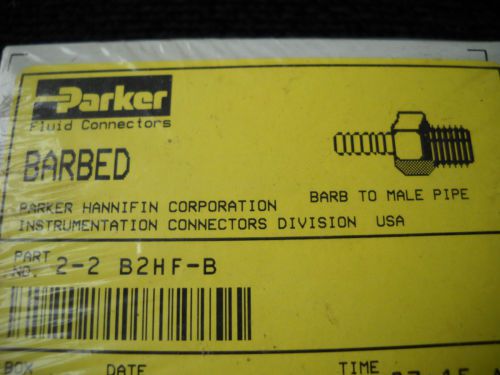 Parker
Fluid Connectors
BARBED
BARB TO MALE PIPE
PARKER HANNIFIN CORPORATION
INSTRUMENTATION CONNECTORS DIVISION USA
PART NO. 2-2 B2HF-B
BOX DATE TIME